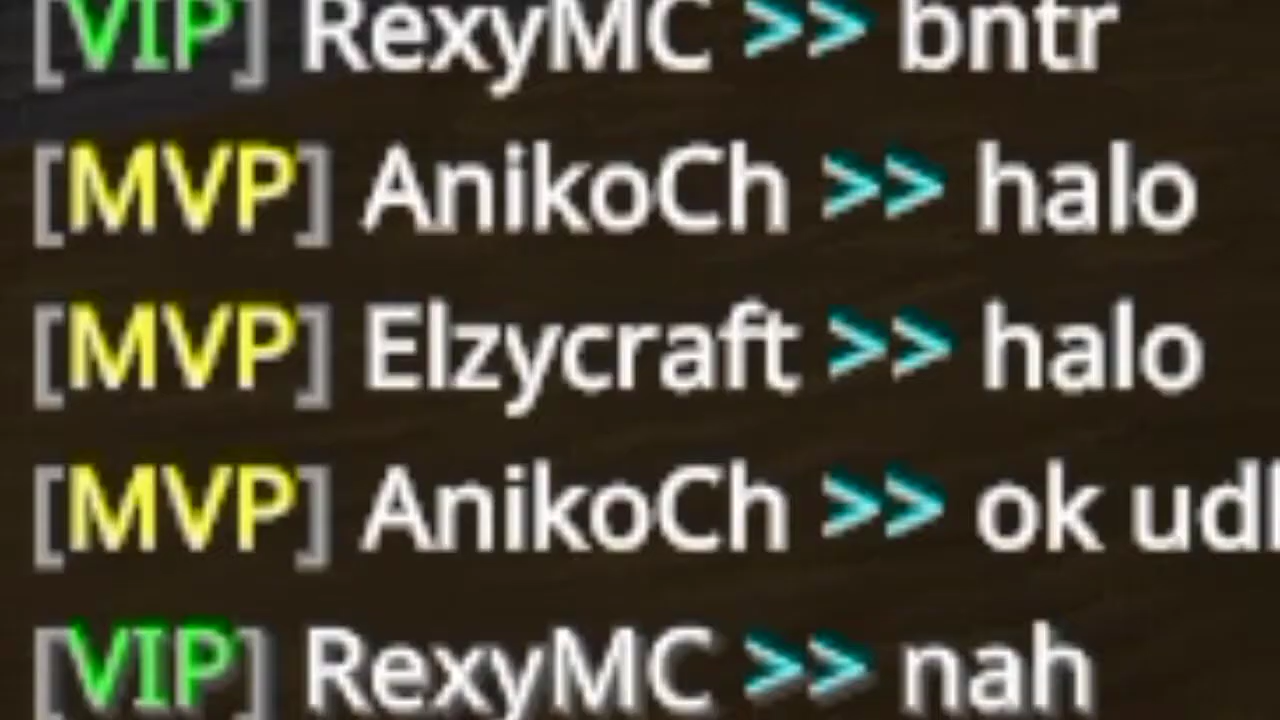 [VIP] RexyMC >> bntr
[MVP] AnikoCh >> halo
[MVP] Elzycraft >> halo
[MVP] AnikoCh >> ok
[VIP] RexyMC >> nah